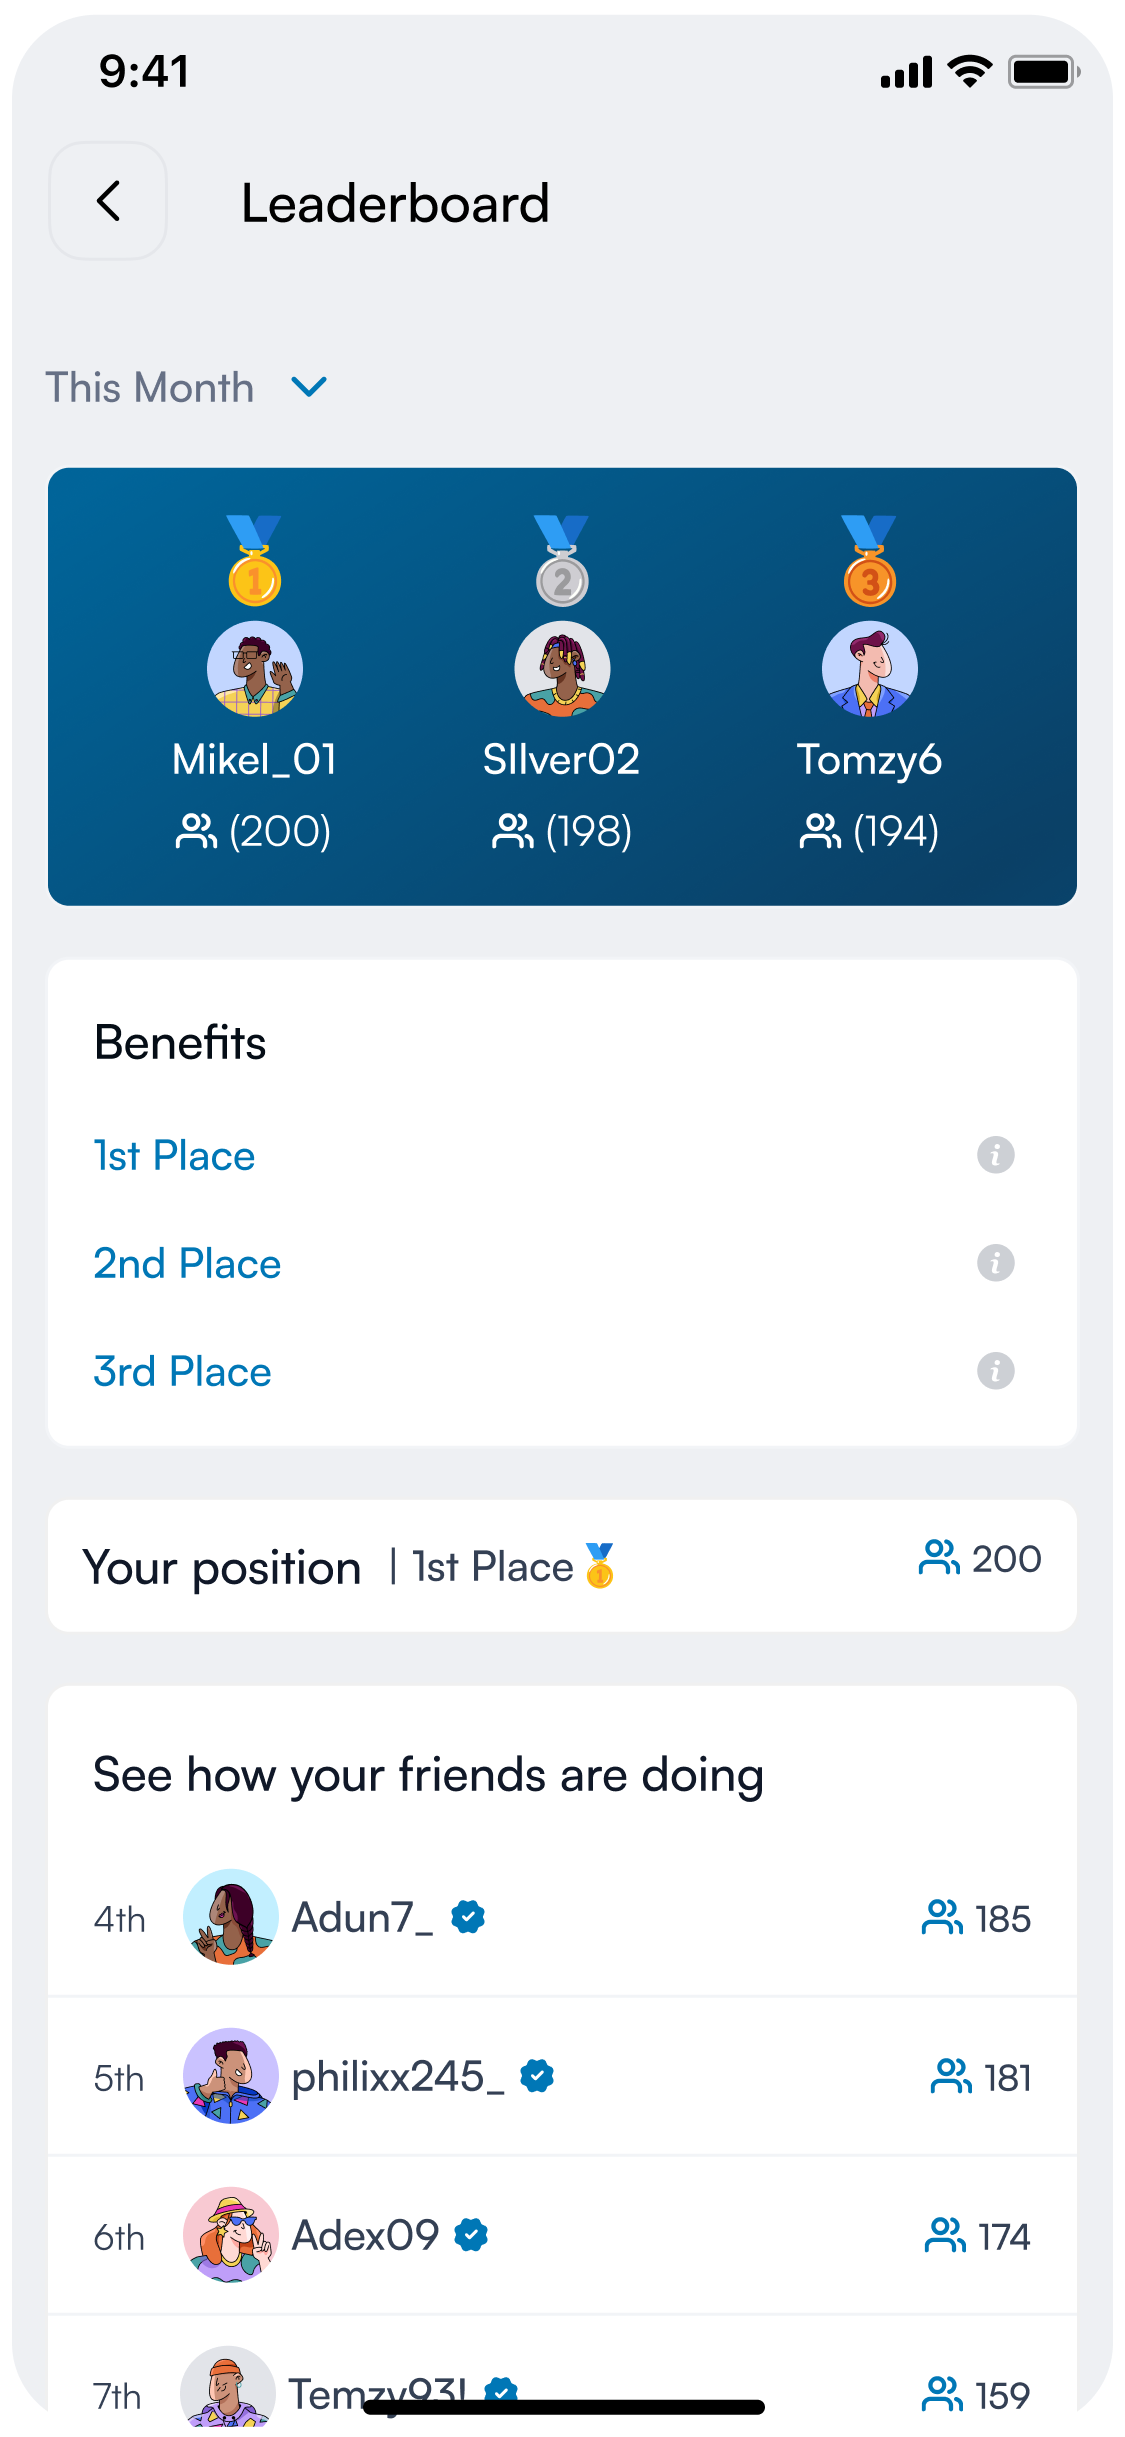 9:41
Leaderboard
This Month
1 2 3
Mikel_01 SIlver02 Tomzy6
(200) (198) (194)
Benefits
1st Place
2nd Place
3rd Place
Your position | 1st Place 200
See how your friends are doing
4th Adun7_ 185
5th philixx245_ 181
6th Adex09 174
7th 159